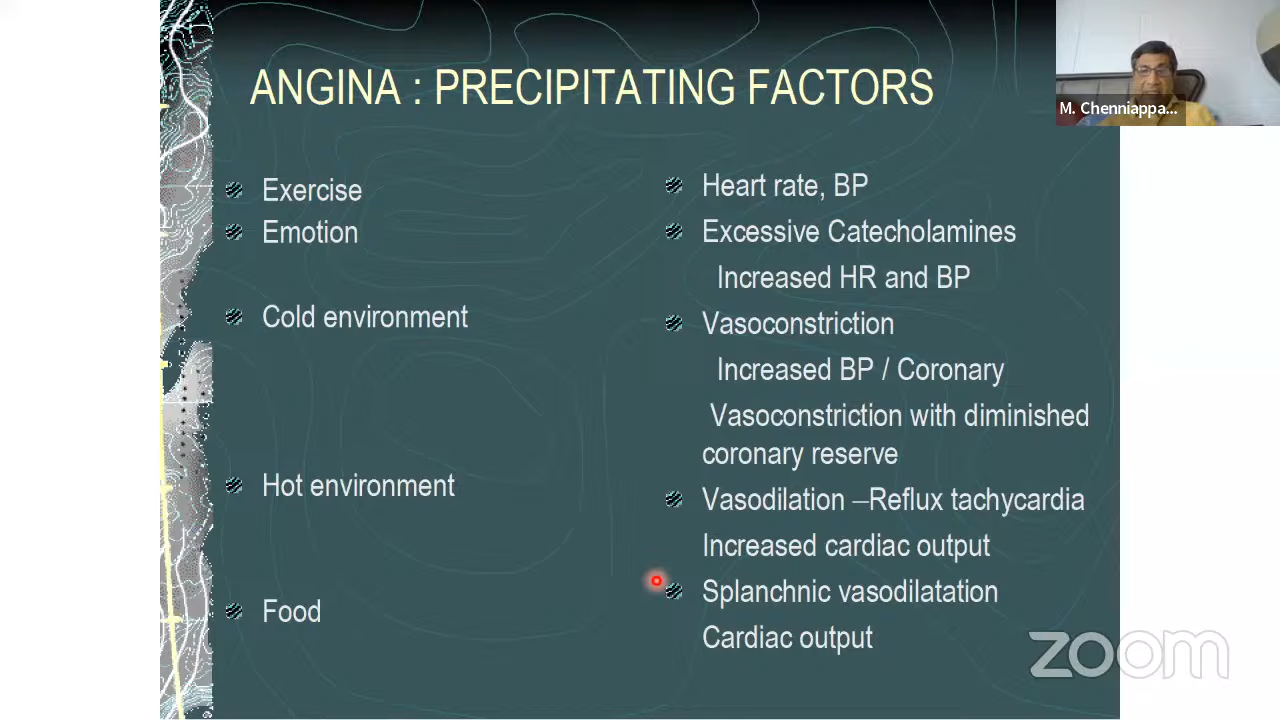 ANGINA : PRECIPITATING FACTORS
M. Chenniappa...
Exercise
Emotion
Cold environment
Hot environment
Food
Heart rate, BP
Excessive Catecholamines
Increased HR and BP
Vasoconstriction
Increased BP / Coronary
Vasoconstriction with diminished
coronary reserve
Vasodilation –Reflux tachycardia
Increased cardiac output
Splanchnic vasodilatation
Cardiac output
zoom